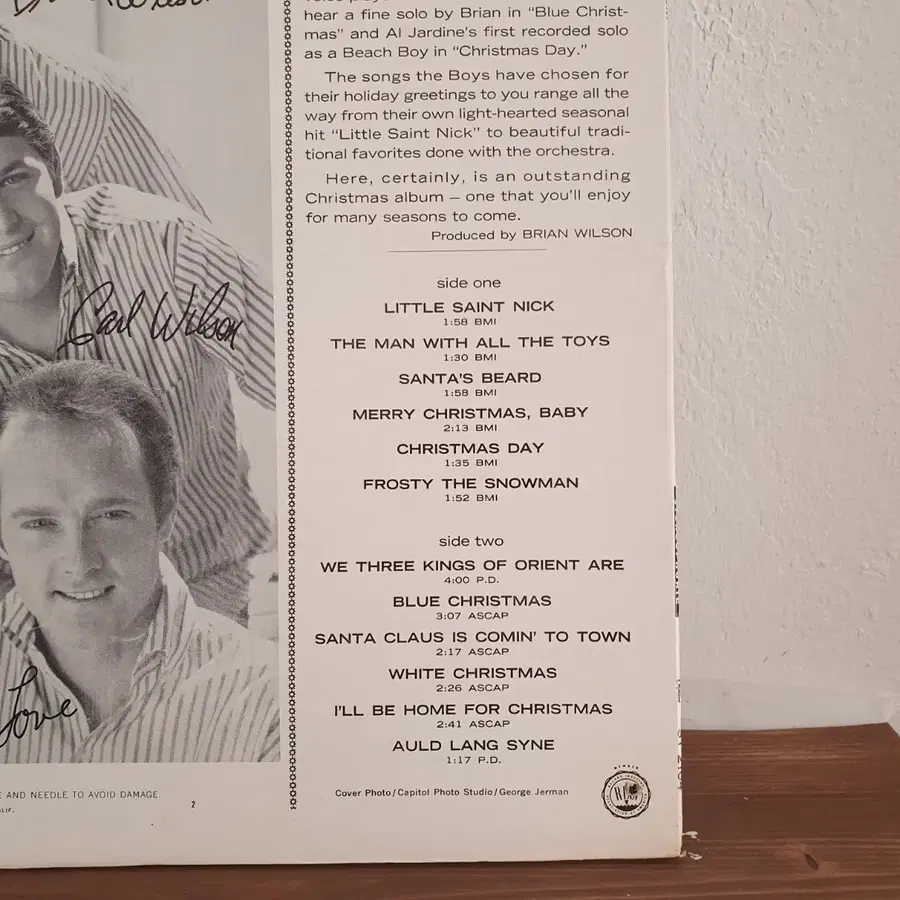 hear a fine solo by Brian in “Blue Christ-
mas” and Al Jardine’s first recorded solo
as a Beach Boy in “Christmas Day.”
The songs the Boys have chosen for
their holiday greetings to you range all the
way from their own light-hearted seasonal
hit “Little Saint Nick” to beautiful tradi-
tional favorites done with the orchestra.
Here, certainly, is an outstanding
Christmas album – one that you’ll enjoy
for many seasons to come.
Produced by BRIAN WILSON
side one
LITTLE SAINT NICK
1:58 BMI
THE MAN WITH ALL THE TOYS
1:30 BMI
SANTA’S BEARD
1:58 BMI
MERRY CHRISTMAS, BABY
2:13 BMI
CHRISTMAS DAY
1:35 BMI
FROSTY THE SNOWMAN
1:52 BMI
side two
WE THREE KINGS OF ORIENT ARE
4:00 P.D.
BLUE CHRISTMAS
3:07 ASCAP
SANTA CLAUS IS COMIN’ TO TOWN
2:17 ASCAP
WHITE CHRISTMAS
2:26 ASCAP
I’LL BE HOME FOR CHRISTMAS
2:41 ASCAP
AULD LANG SYNE
1:17 P.D.
Cover Photo/Capitol Photo Studio/George Jerman
Carl Wilson
Love
AND NEEDLE TO AVOID DAMAGE.
2